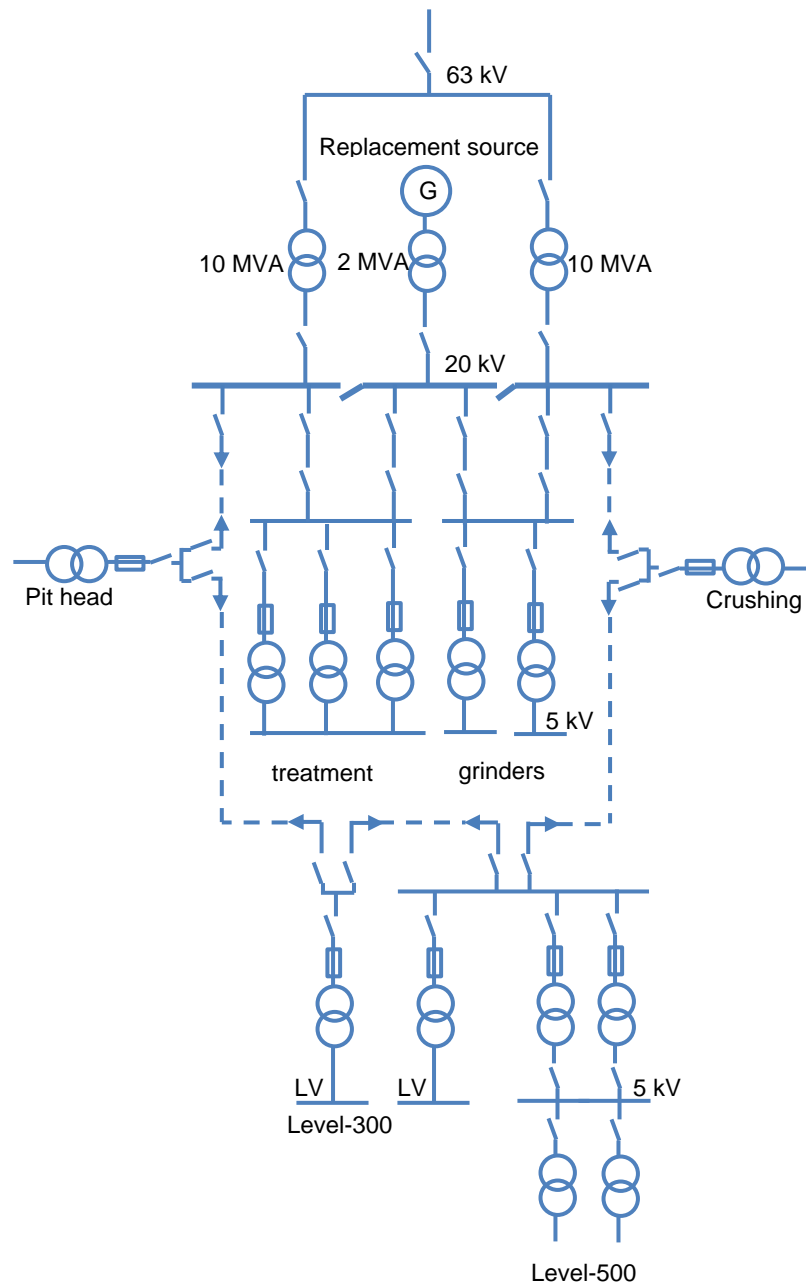 63 kV
Replacement source
G
10 MVA
2 MVA
10 MVA
20 kV
Pit head
Crushing
5 kV
treatment
grinders
LV
LV
5 kV
Level-300
Level-500